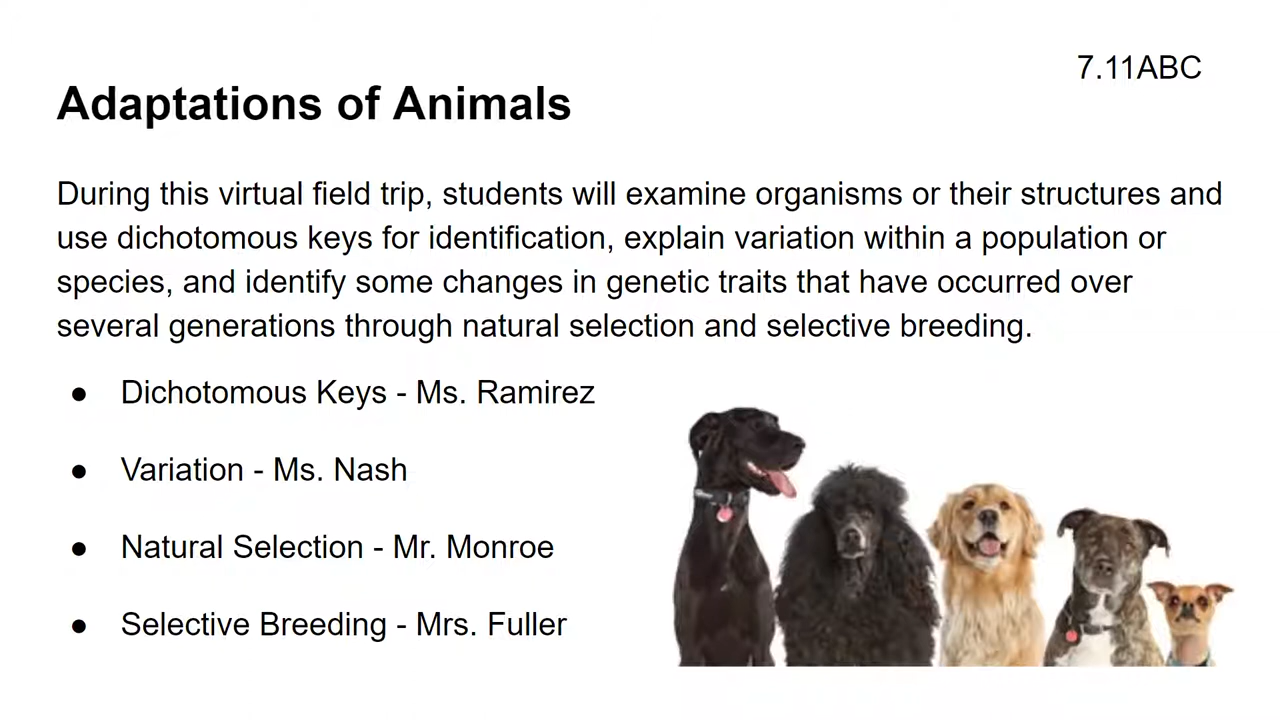 7.11ABC
Adaptations of Animals
During this virtual field trip, students will examine organisms or their structures and
use dichotomous keys for identification, explain variation within a population or
species, and identify some changes in genetic traits that have occurred over
several generations through natural selection and selective breeding.
● Dichotomous Keys - Ms. Ramirez
● Variation - Ms. Nash
● Natural Selection - Mr. Monroe
● Selective Breeding - Mrs. Fuller